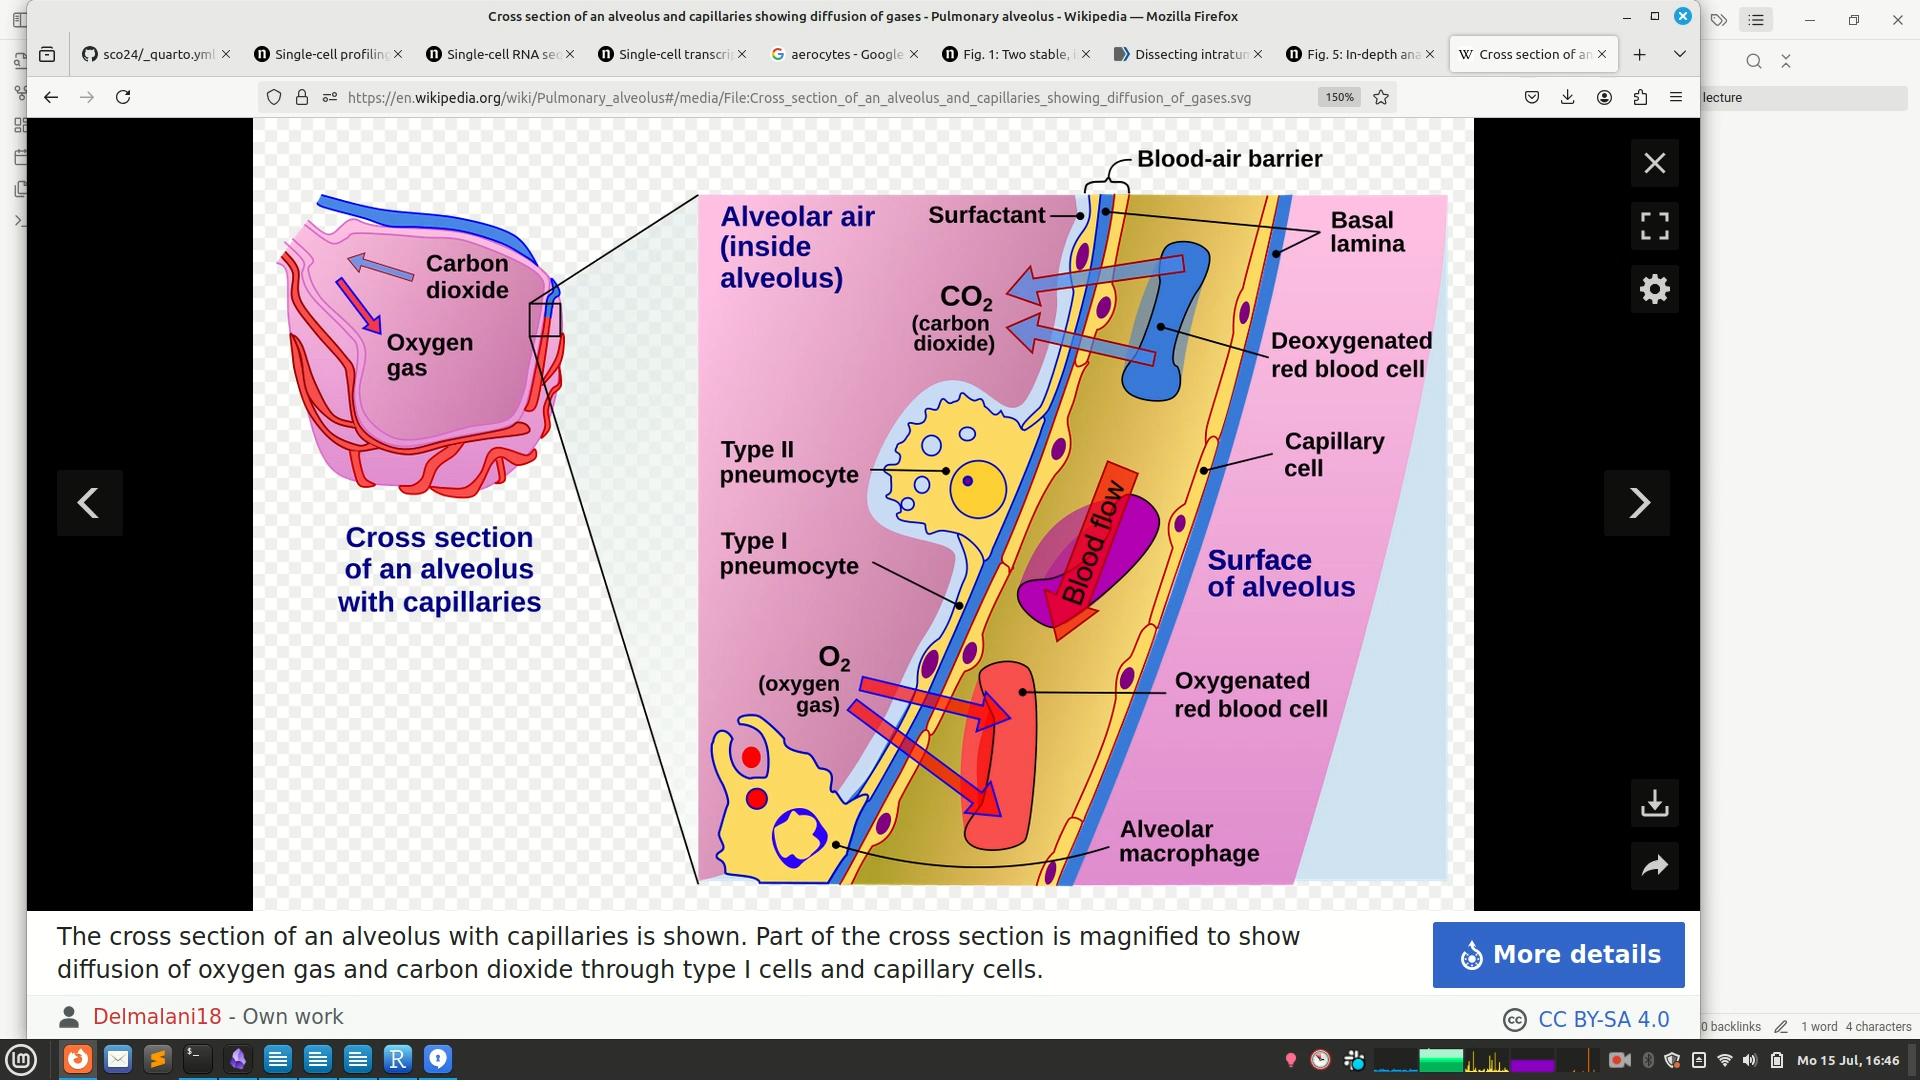 Cross section of an alveolus and capillaries showing diffusion of gases - Pulmonary alveolus - Wikipedia — Mozilla Firefox
sco24/_quarto.yml
Single-cell profiling
Single-cell RNA seq
Single-cell transcrip
aerocytes - Google
Fig. 1: Two stable, i
Dissecting intratum
Fig. 5: In-depth ana
Cross section of an
https://en.wikipedia.org/wiki/Pulmonary_alveolus#/media/File:Cross_section_of_an_alveolus_and_capillaries_showing_diffusion_of_gases.svg
150%
lecture
Blood-air barrier
Alveolar air
(inside
alveolus)
Surfactant
Basal
lamina
Carbon
dioxide
Oxygen
gas
CO2
(carbon
dioxide)
Deoxygenated
red blood cell
Type II
pneumocyte
Capillary
cell
Blood flow
Cross section
of an alveolus
with capillaries
Type I
pneumocyte
Surface
of alveolus
O2
(oxygen
gas)
Oxygenated
red blood cell
Alveolar
macrophage
The cross section of an alveolus with capillaries is shown. Part of the cross section is magnified to show
diffusion of oxygen gas and carbon dioxide through type I cells and capillary cells.
More details
Delmalani18 - Own work
CC BY-SA 4.0
0 backlinks
1 word 4 characters
Mo 15 Jul, 16:46